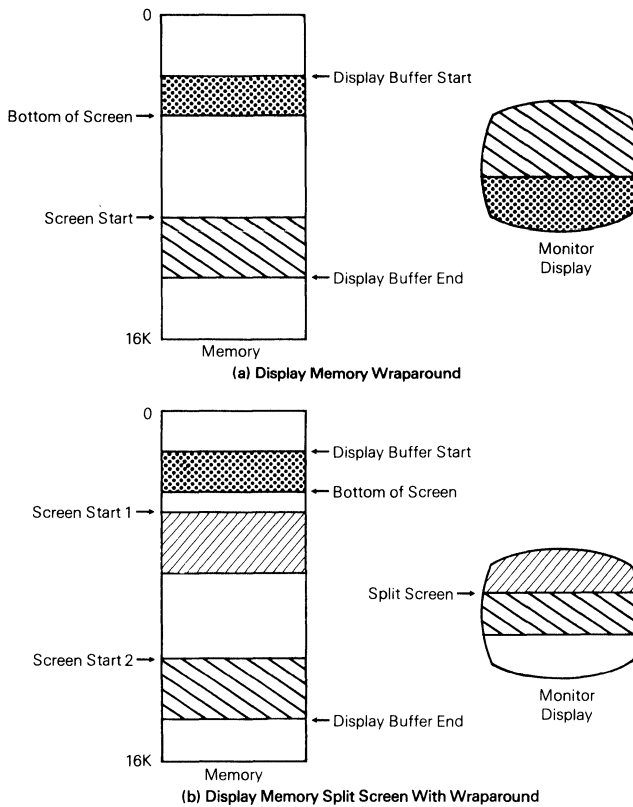 0
Display Buffer Start
Bottom of Screen
Screen Start
Display Buffer End
16K
Memory
Monitor
Display
(a) Display Memory Wraparound
0
Display Buffer Start
Bottom of Screen
Screen Start 1
Split Screen
Screen Start 2
Display Buffer End
Monitor
Display
16K
Memory
(b) Display Memory Split Screen With Wraparound